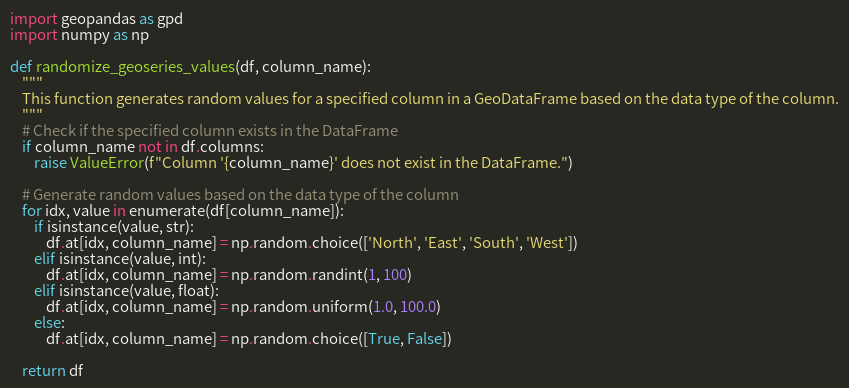 import geopandas as gpd
import numpy as np

def randomize_geoseries_values(df, column_name):
    """
    This function generates random values for a specified column in a GeoDataFrame based on the data type of the column.
    """
    # Check if the specified column exists in the DataFrame
    if column_name not in df.columns:
        raise ValueError(f"Column '{column_name}' does not exist in the DataFrame.")

    # Generate random values based on the data type of the column
    for idx, value in enumerate(df[column_name]):
        if isinstance(value, str):
            df.at[idx, column_name] = np.random.choice(['North', 'East', 'South', 'West'])
        elif isinstance(value, int):
            df.at[idx, column_name] = np.random.randint(1, 100)
        elif isinstance(value, float):
            df.at[idx, column_name] = np.random.uniform(1.0, 100.0)
        else:
            df.at[idx, column_name] = np.random.choice([True, False])

    return df